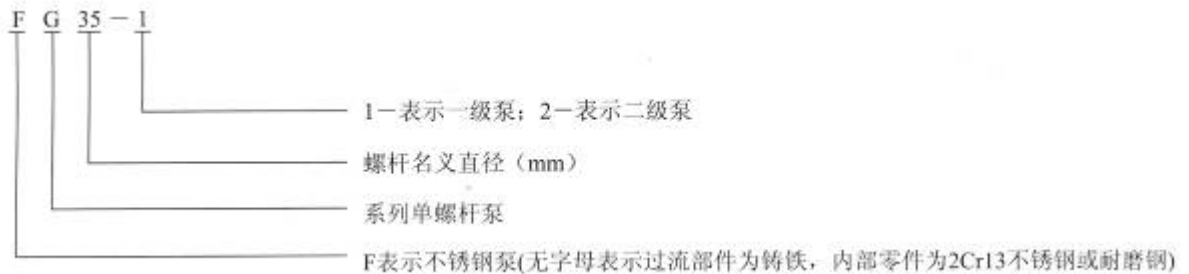 F G 35－1
1－表示一级泵；2－表示二级泵
螺杆名义直径（mm）
系列单螺杆泵
F表示不锈钢泵(无字母表示过流部件为铸铁，内部零件为2Cr13不锈钢或耐磨钢)